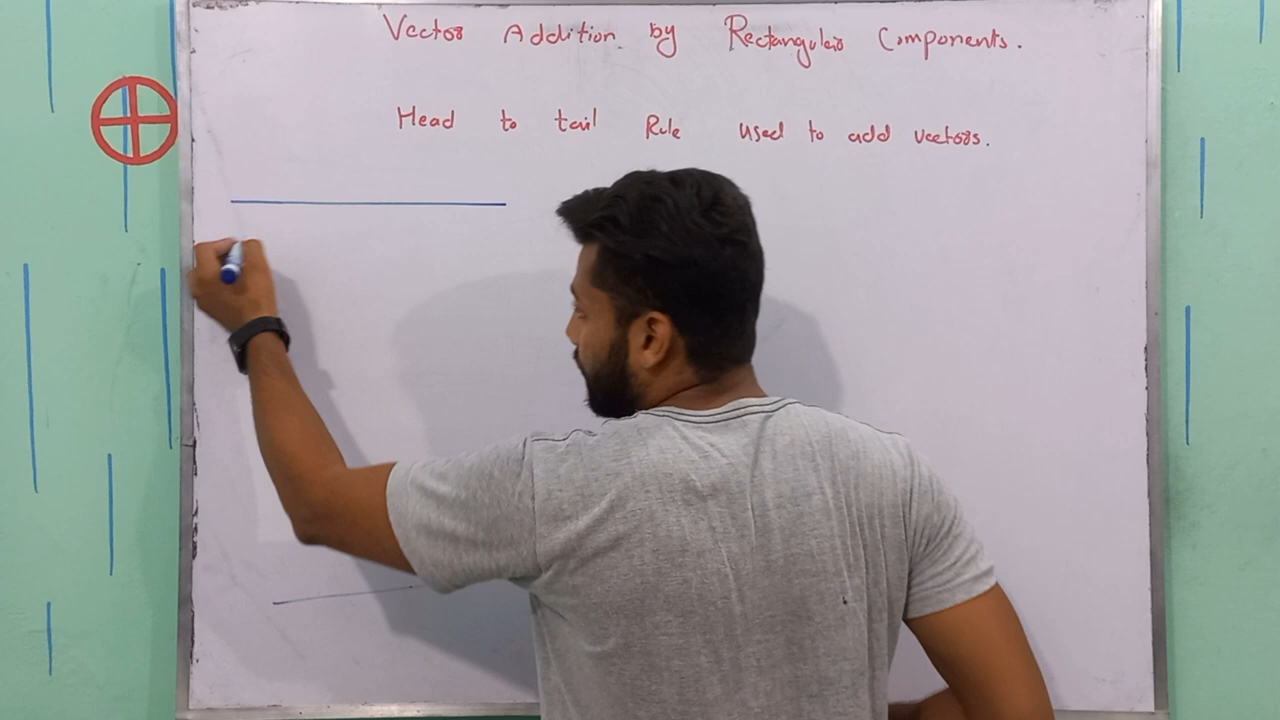 Vector Addition by Rectangular Components.
Head to tail Rule used to add vectors.